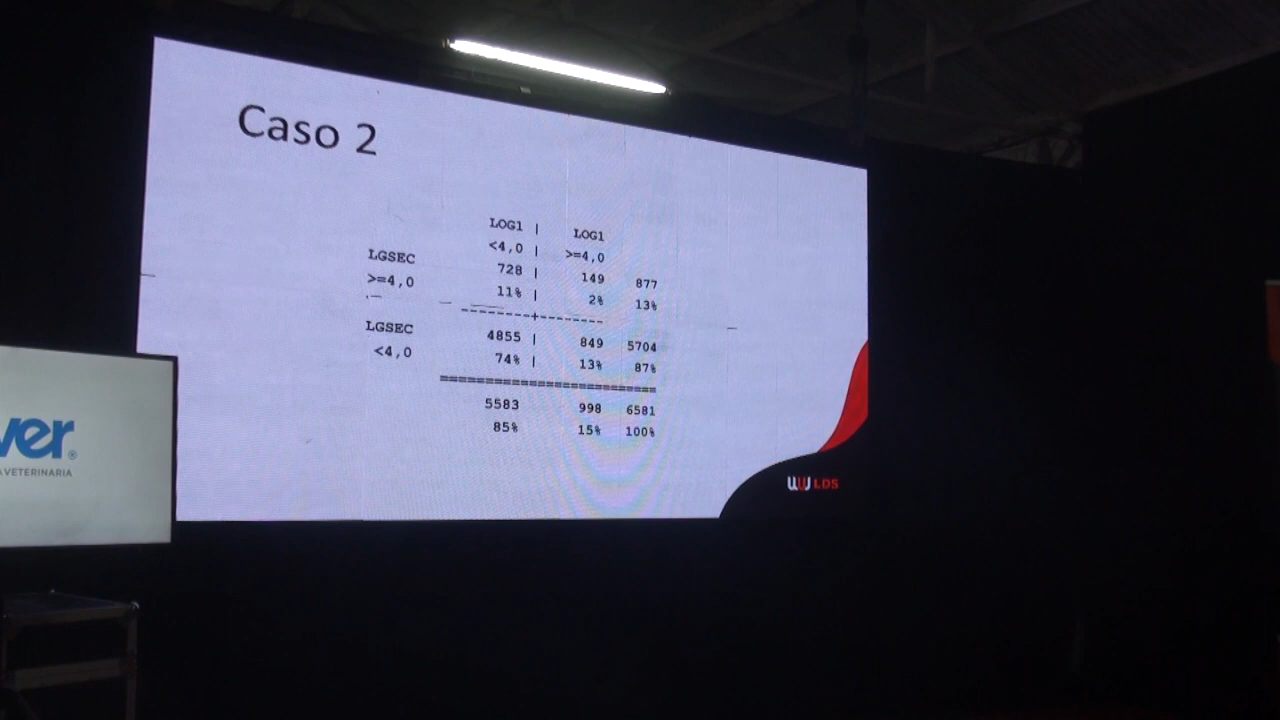 Caso 2
LOG1 | LOG1
<4,0 | >=4,0
LGSEC 728 | 149 877
>=4,0 11% | 2% 13%
--------+--------
LGSEC 4855 | 849 5704
<4,0 74% | 13% 87%
=========================
5583 998 6581
85% 15% 100%
LDS
ver®
VETERINARIA